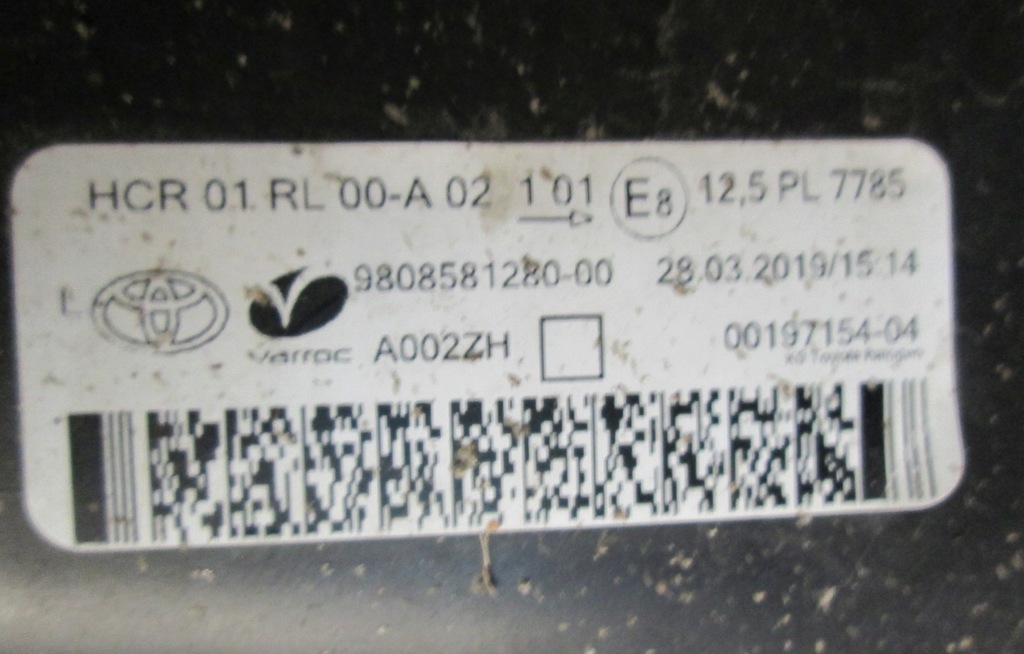 HCR 01 RL 00-A 02 1 01 E8 12,5 PL 7785
L 9808581280-00 28.03.2019/15:14
varroc A002ZH 00197154-04